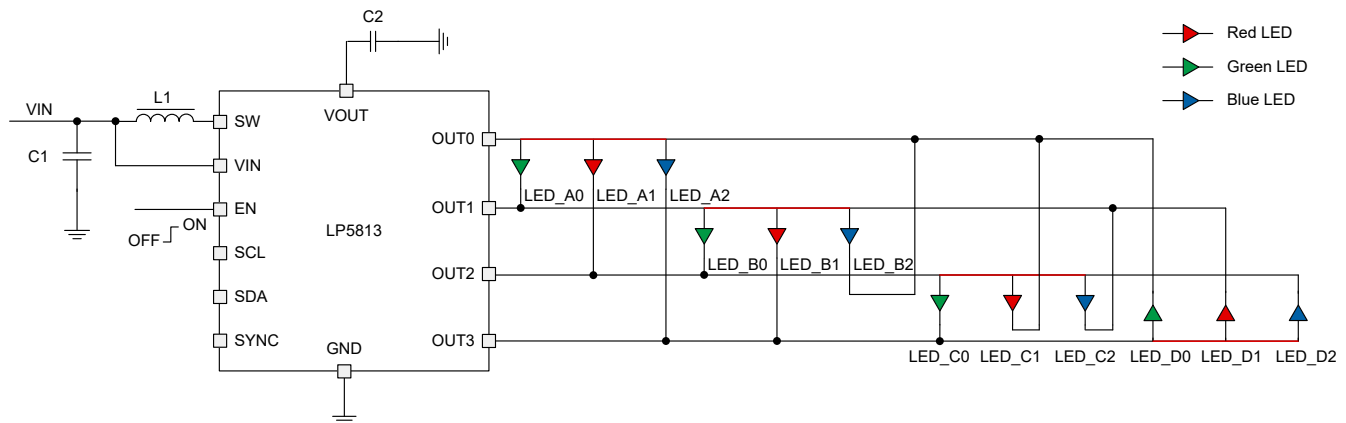 C2
Red LED
Green LED
Blue LED
VIN
L1
C1
SW
VOUT
VIN
EN
OFF
ON
SCL
SDA
SYNC
LP5813
GND
OUT0
OUT1
OUT2
OUT3
LED_A0 LED_A1 LED_A2
LED_B0 LED_B1 LED_B2
LED_C0 LED_C1 LED_C2 LED_D0 LED_D1 LED_D2